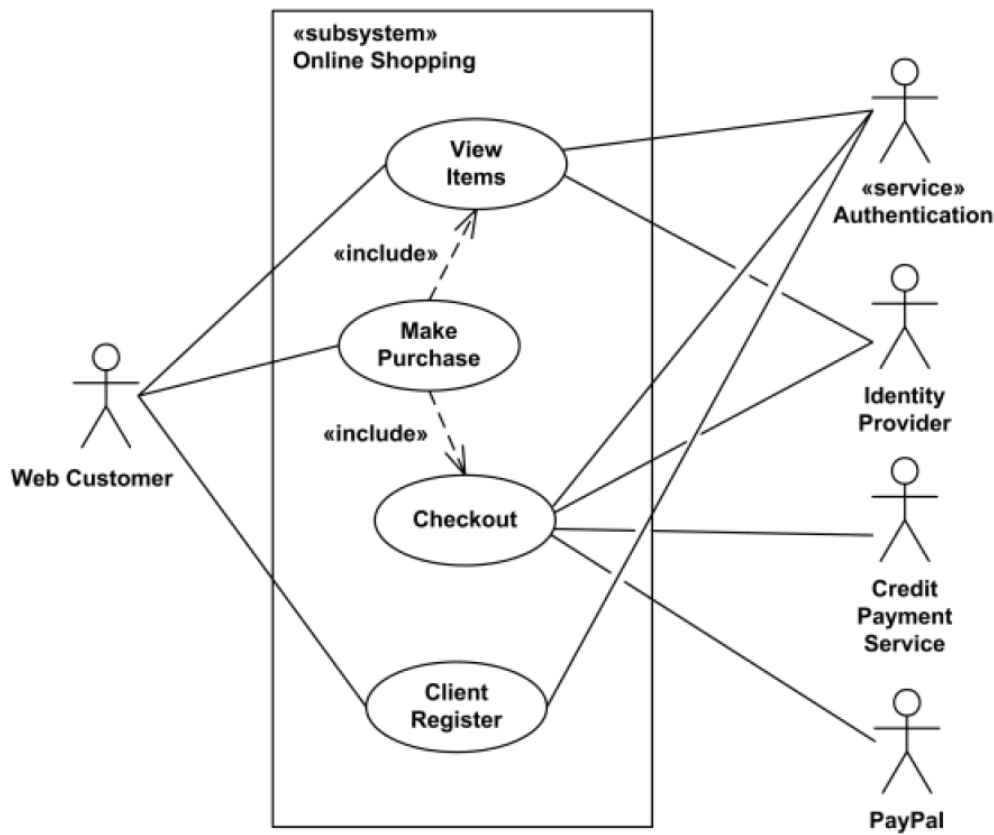 «subsystem»
Online Shopping
View
Items
«service»
Authentication
«include»
Make
Purchase
Identity
Provider
«include»
Web Customer
Checkout
Credit
Payment
Service
Client
Register
PayPal